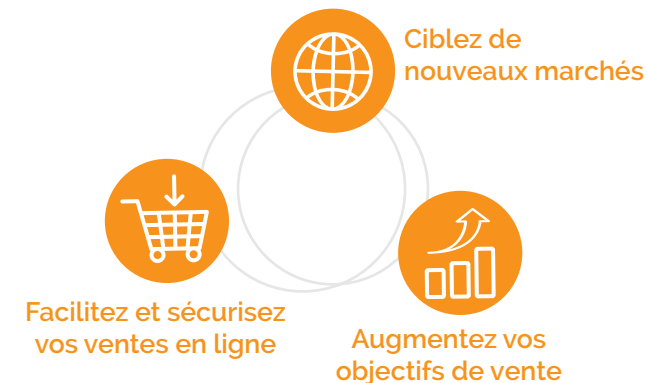 Ciblez de
nouveaux marchés
Facilitez et sécurisez
vos ventes en ligne
Augmentez vos
objectifs de vente